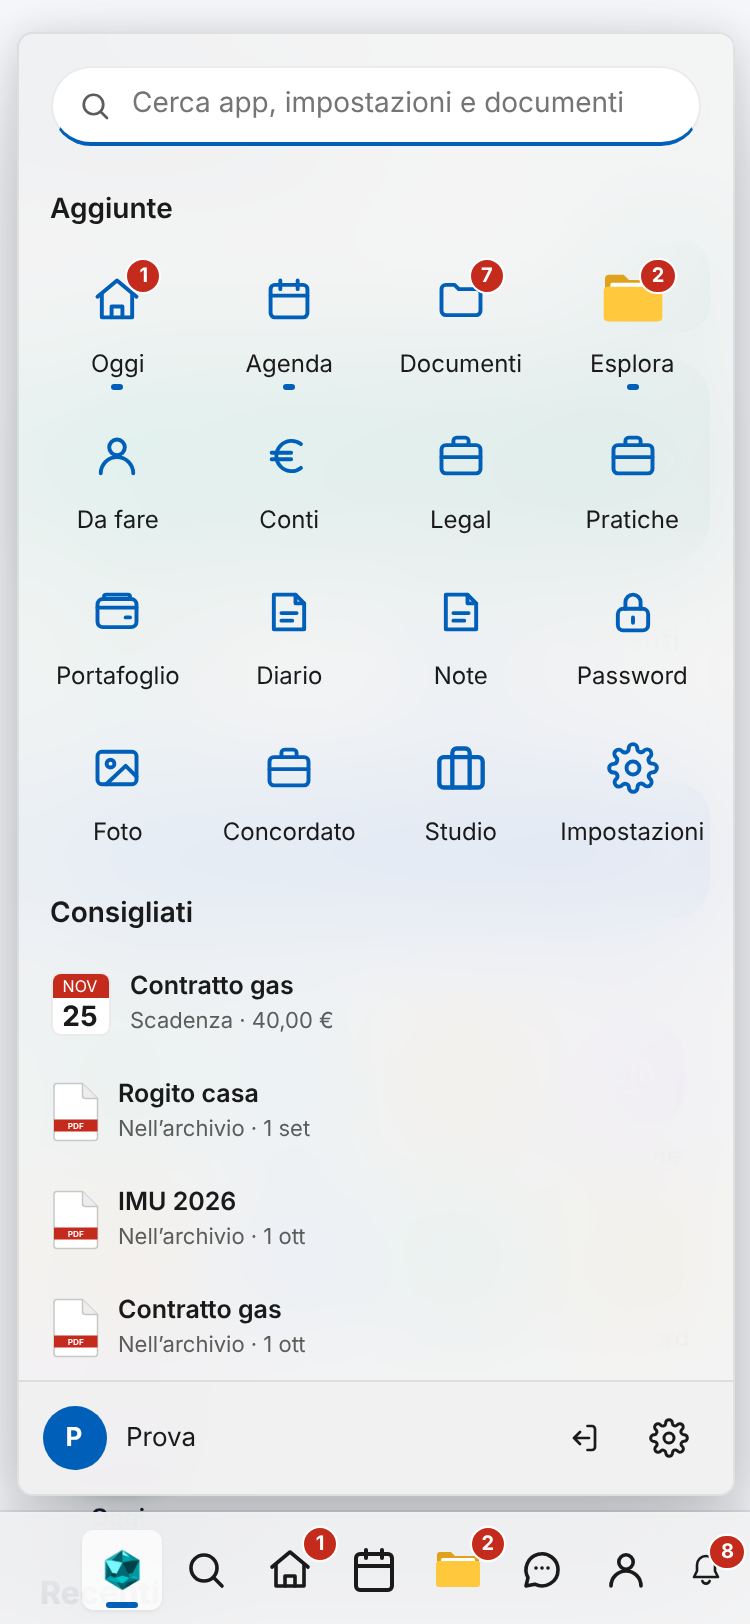 Cerca app, impostazioni e documenti
Aggiunte
1
7
2
Oggi
Agenda
Documenti
Esplora
Da fare
Conti
Legal
Pratiche
Portafoglio
Diario
Note
Password
Foto
Concordato
Studio
Impostazioni
Consigliati
NOV
25
Contratto gas
Scadenza · 40,00 €
PDF
Rogito casa
Nell’archivio · 1 set
PDF
IMU 2026
Nell’archivio · 1 ott
PDF
Contratto gas
Nell’archivio · 1 ott
P
Prova
Oggi
1
2
8
Recenti